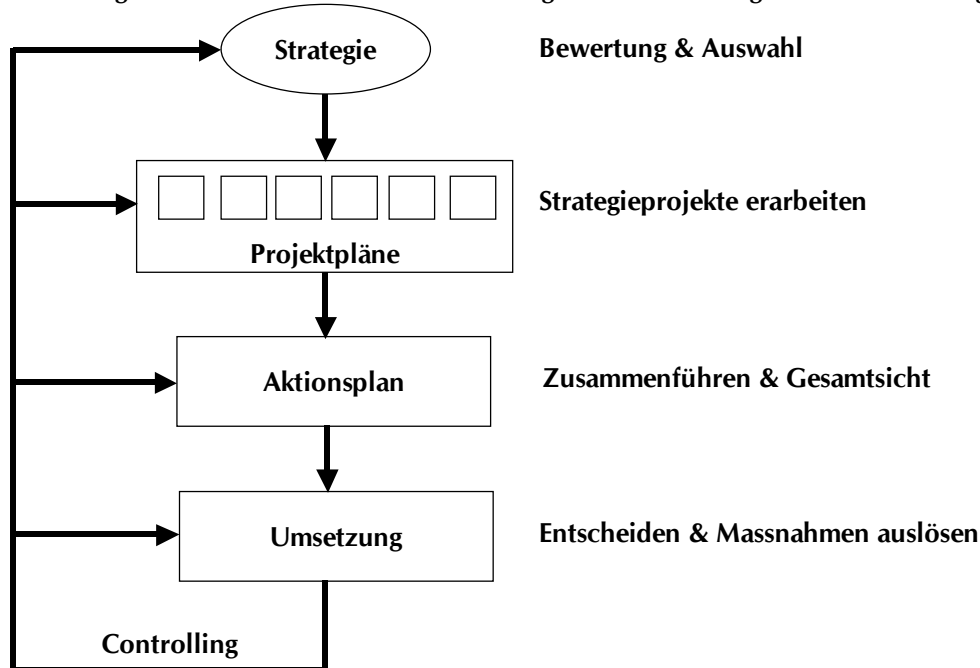 Strategie
Bewertung & Auswahl
Strategieprojekte erarbeiten
Projektpläne
Aktionsplan
Zusammenführen & Gesamtsicht
Umsetzung
Entscheiden & Massnahmen auslösen
Controlling